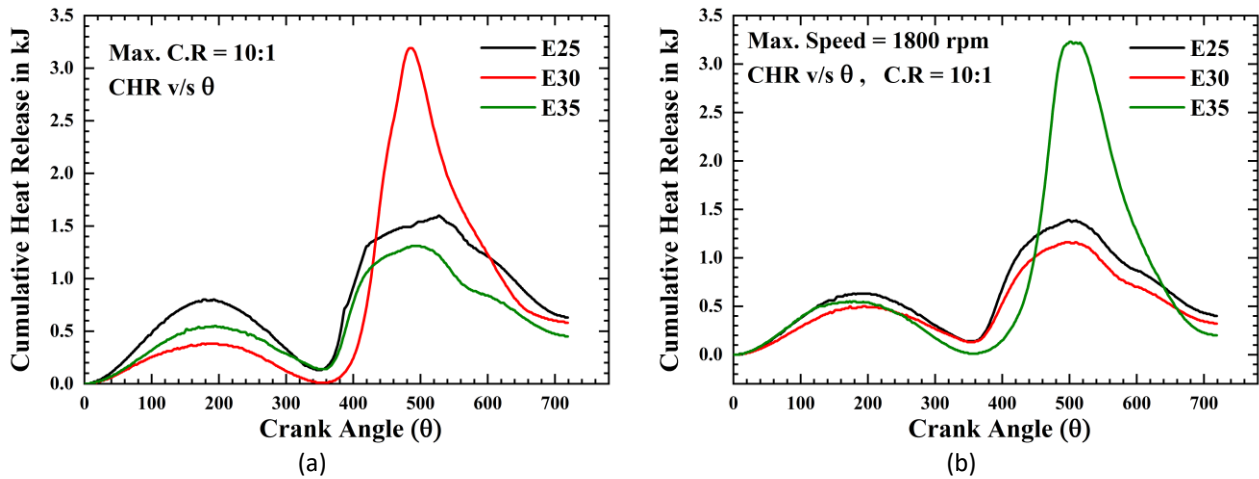 Cumulative Heat Release in kJ
3.5
3.0
2.5
2.0
1.5
1.0
0.5
0.0
Max. C.R = 10:1
CHR v/s θ
E25
E30
E35
0 100 200 300 400 500 600 700
Crank Angle (θ)
(a)
Cumulative Heat Release in kJ
3.5
3.0
2.5
2.0
1.5
1.0
0.5
0.0
Max. Speed = 1800 rpm
CHR v/s θ , C.R = 10:1
E25
E30
E35
0 100 200 300 400 500 600 700
Crank Angle (θ)
(b)